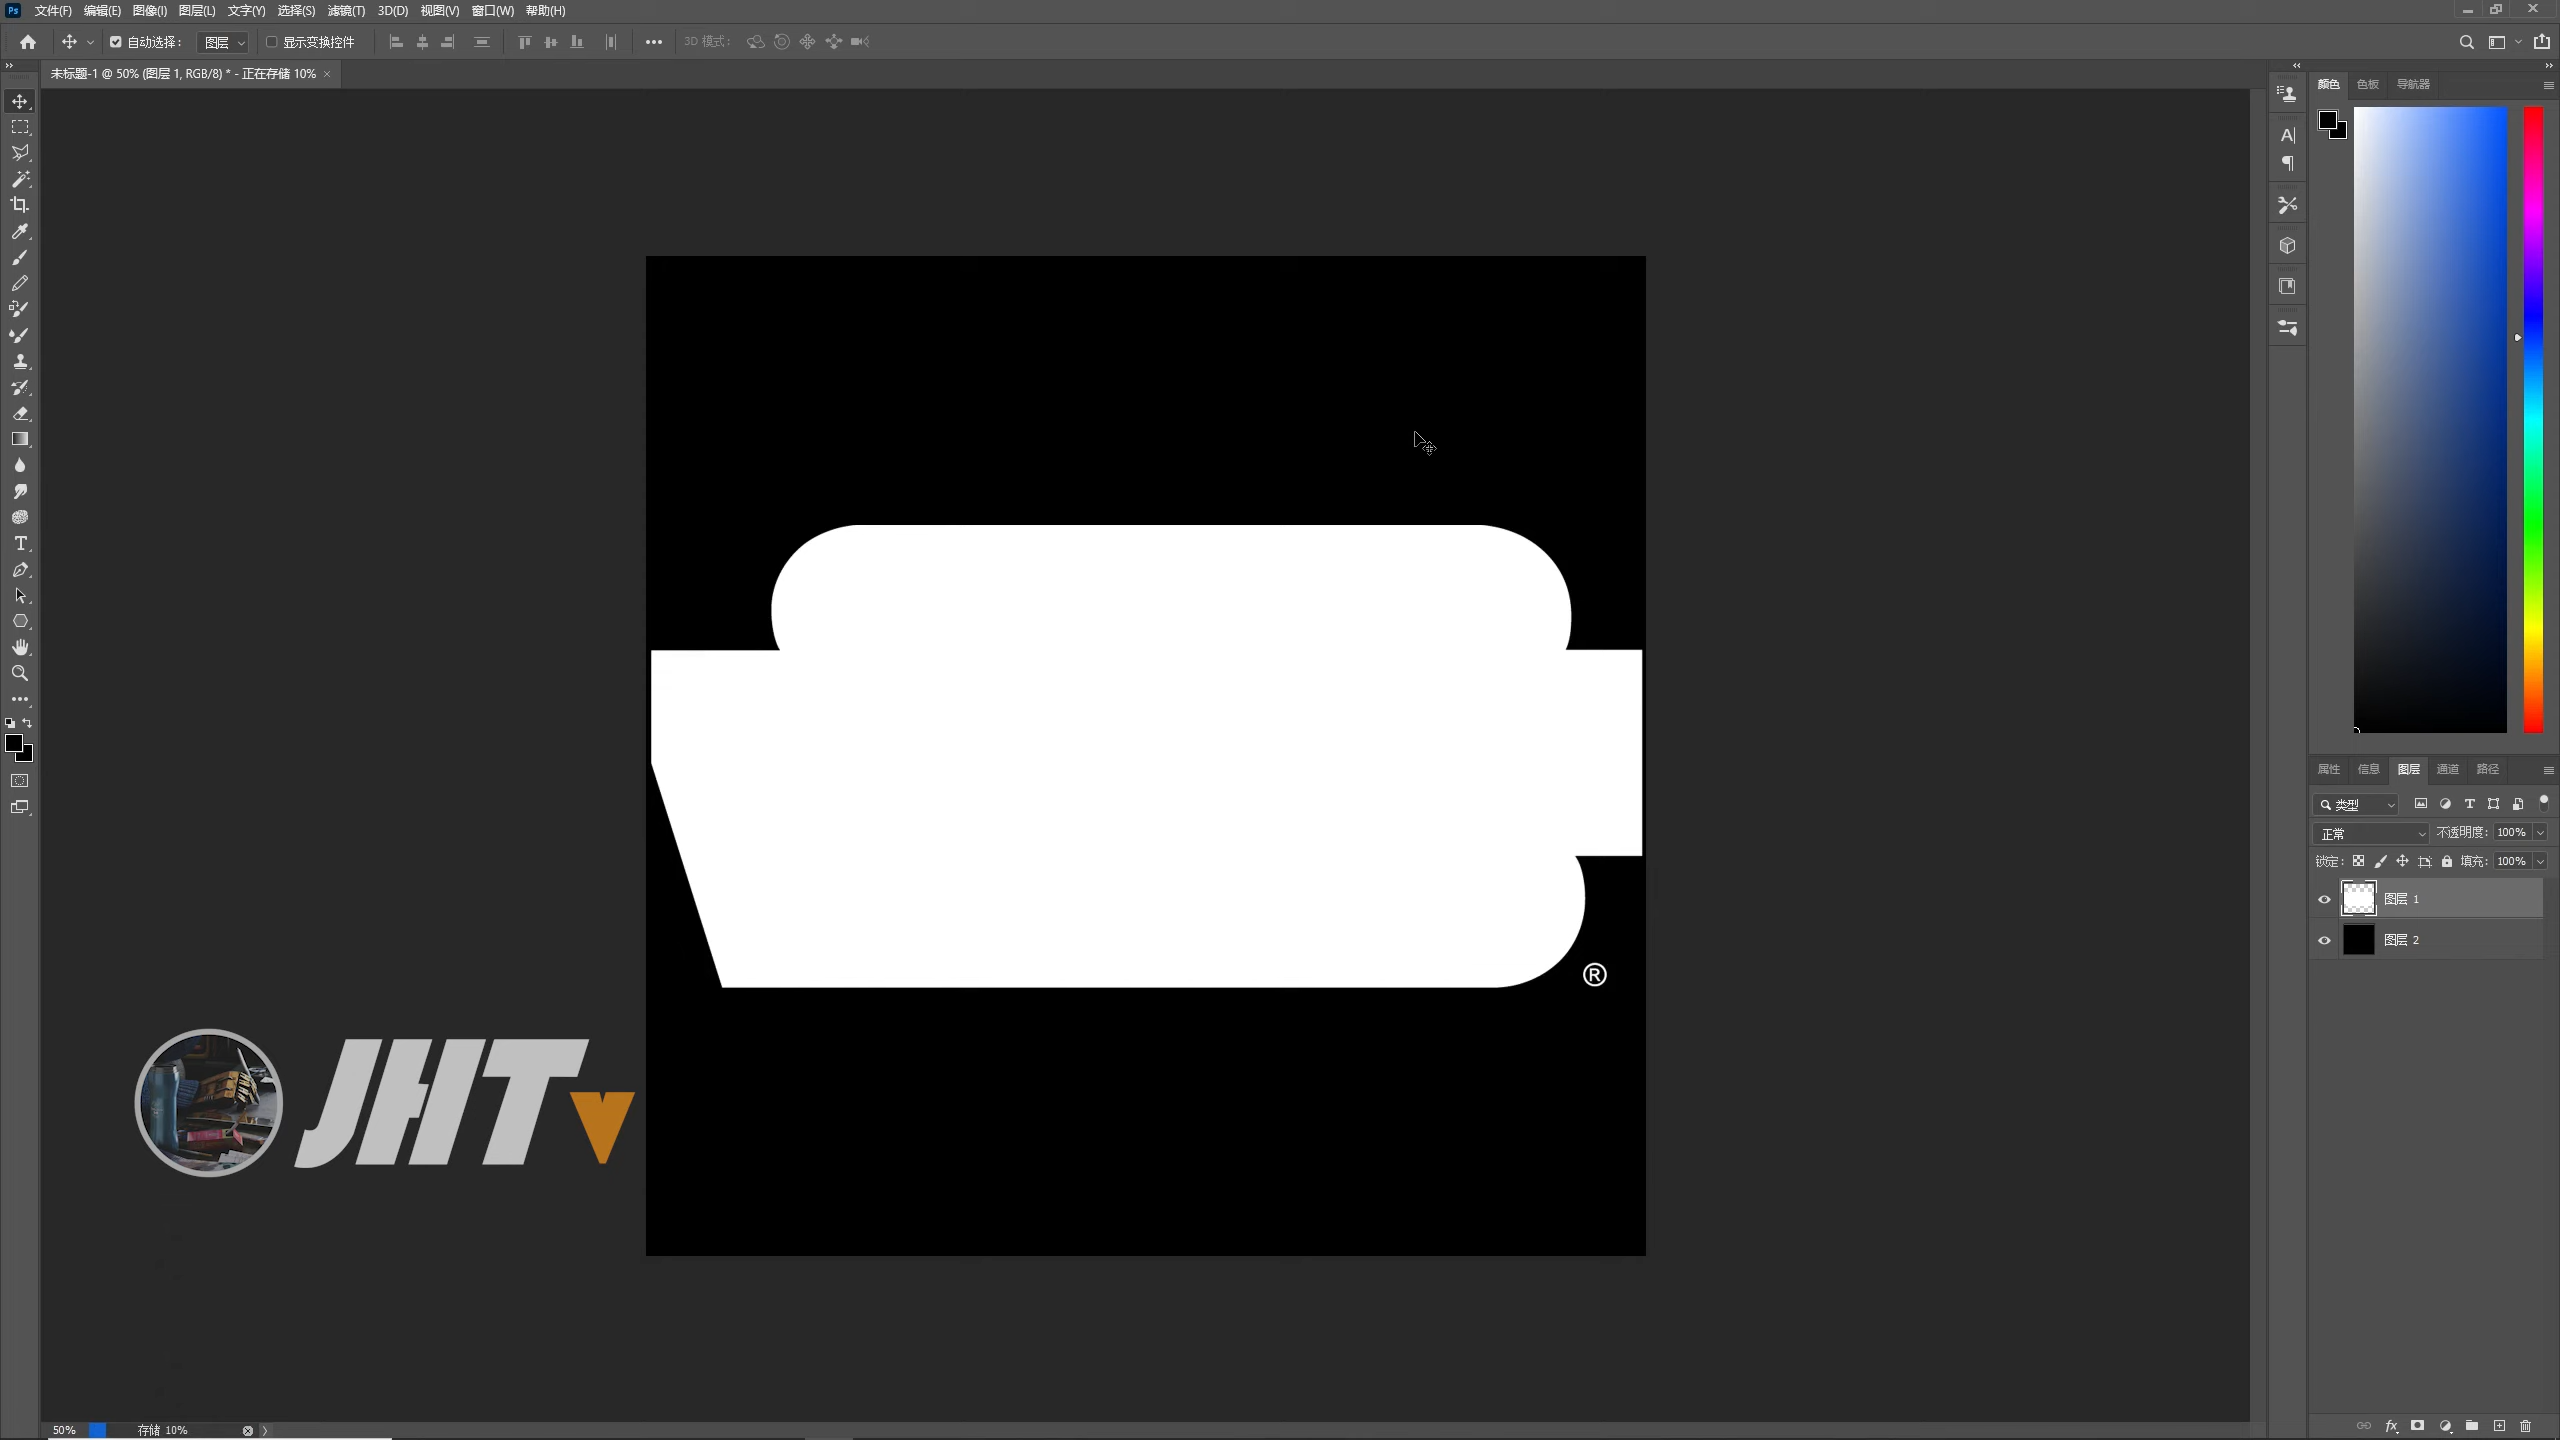 Ps 文件(F) 编辑(E) 图像(I) 图层(L) 文字(Y) 选择(S) 滤镜(T) 3D(D) 视图(V) 窗口(W) 帮助(H)
自动选择： 图层 显示变换控件 3D 模式：
未标题-1 @ 50% (图层 1, RGB/8) * - 正在存储 10% ×
颜色 色板 导航器
®
JHTV
属性 信息 图层 通道 路径
类型
正常 不透明度： 100%
锁定： 填充： 100%
图层 1
图层 2
50% 存储 10%
fx